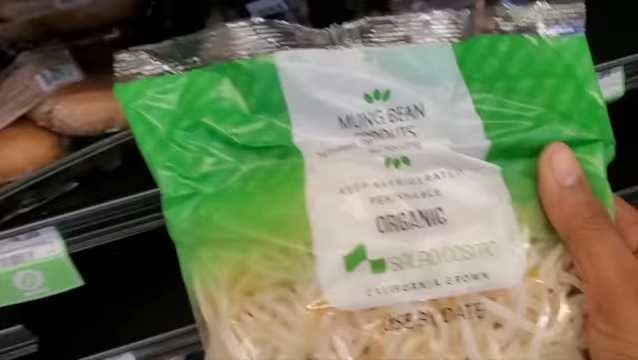 MUNG BEAN
SPROUTS
KEEP REFRIGERATED
PERISHABLE
ORGANIC
CALIFORNIA GROWN
USE BY DATE